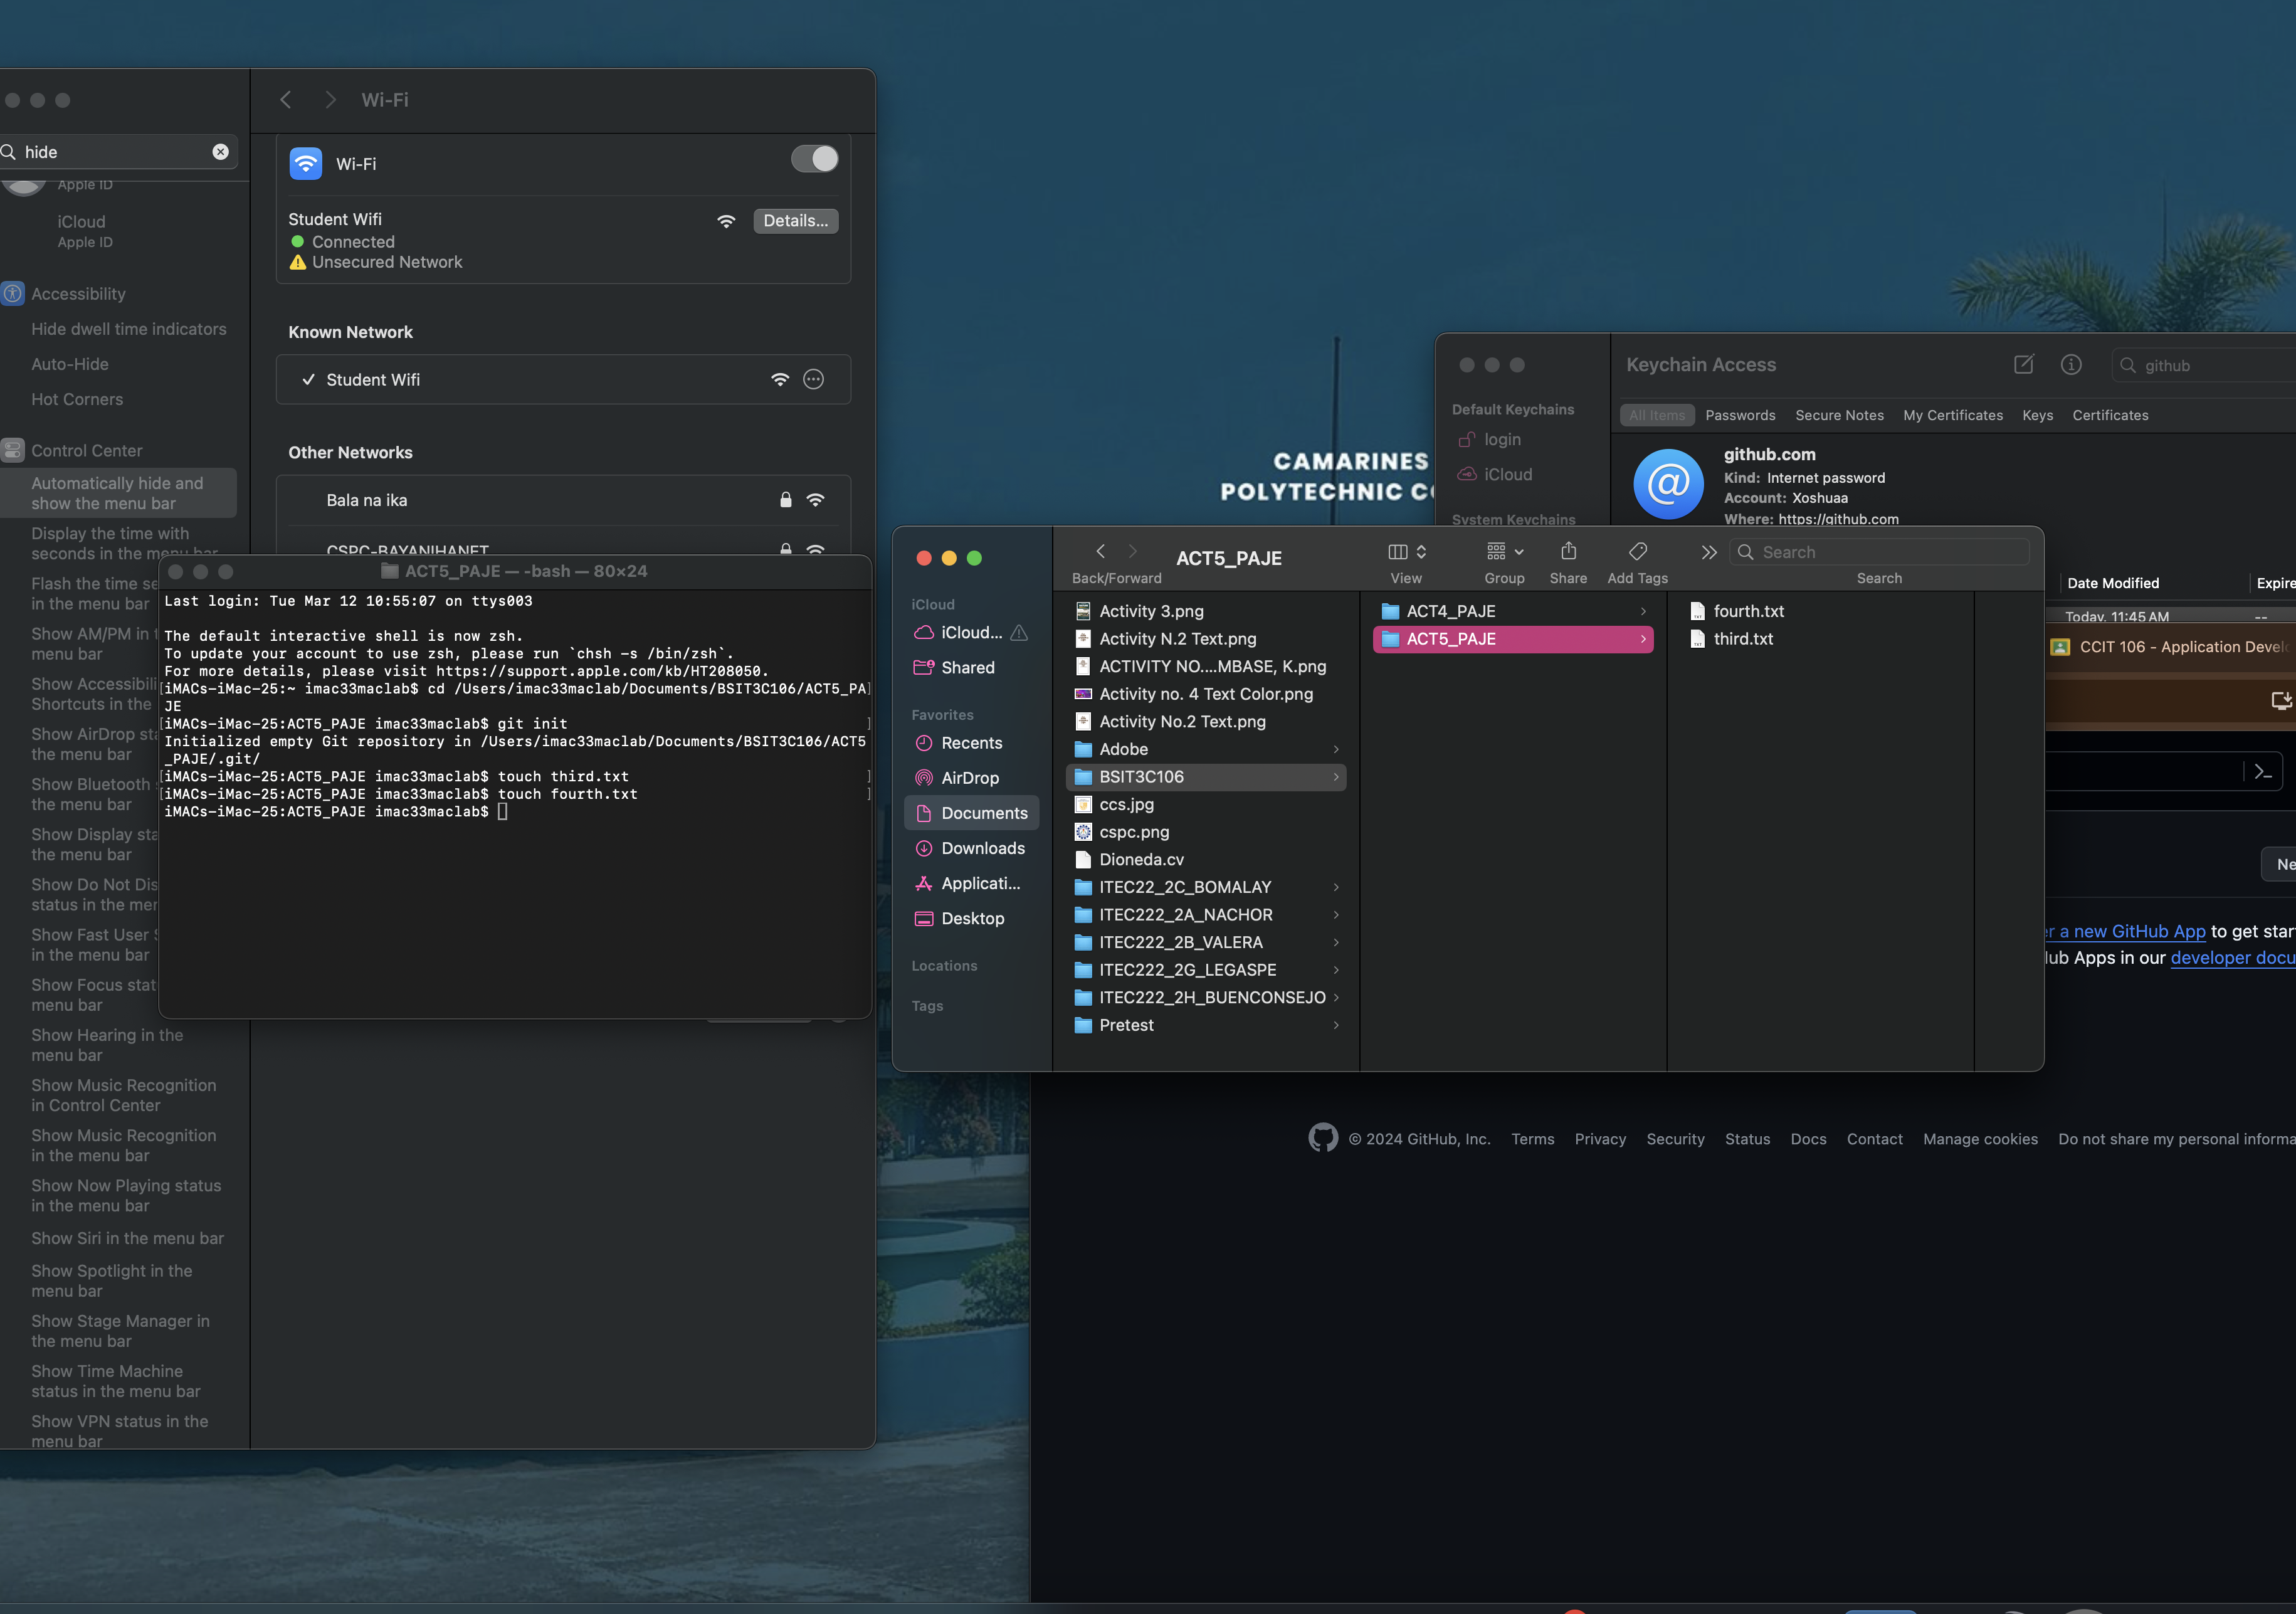 Wi-Fi
hide
Apple ID
iCloud
Apple ID
Accessibility
Hide dwell time indicators
Auto-Hide
Hot Corners
Control Center
Automatically hide and
show the menu bar
Display the time with
seconds in the menu bar
Flash the time se
in the menu bar
Show AM/PM in t
menu bar
Show Accessibili
Shortcuts in the
Show AirDrop sta
the menu bar
Show Bluetooth
the menu bar
Show Display sta
the menu bar
Show Do Not Dis
status in the men
Show Fast User S
in the menu bar
Show Focus stat
menu bar
Show Hearing in the
menu bar
Show Music Recognition
in Control Center
Show Music Recognition
in the menu bar
Show Now Playing status
in the menu bar
Show Siri in the menu bar
Show Spotlight in the
menu bar
Show Stage Manager in
the menu bar
Show Time Machine
status in the menu bar
Show VPN status in the
menu bar
Wi-Fi
Student Wifi
Details...
Connected
Unsecured Network
Known Network
Student Wifi
Other Networks
Bala na ika
CSPC-BAYANIHANET
ACT5_PAJE — -bash — 80×24
Last login: Tue Mar 12 10:55:07 on ttys003
The default interactive shell is now zsh.
To update your account to use zsh, please run `chsh -s /bin/zsh`.
For more details, please visit https://support.apple.com/kb/HT208050.
[iMACs-iMac-25:~ imac33maclab$ cd /Users/imac33maclab/Documents/BSIT3C106/ACT5_PA]
JE
[iMACs-iMac-25:ACT5_PAJE imac33maclab$ git init ]
Initialized empty Git repository in /Users/imac33maclab/Documents/BSIT3C106/ACT5
_PAJE/.git/
[iMACs-iMac-25:ACT5_PAJE imac33maclab$ touch third.txt ]
[iMACs-iMac-25:ACT5_PAJE imac33maclab$ touch fourth.txt ]
iMACs-iMac-25:ACT5_PAJE imac33maclab$
CAMARINES
POLYTECHNIC CO
Keychain Access
github
Default Keychains
login
iCloud
System Keychains
All Items Passwords Secure Notes My Certificates Keys Certificates
github.com
Kind: Internet password
Account: Xoshuaa
Where: https://github.com
Date Modified Expire
Today, 11:45 AM --
ACT5_PAJE
Search
Back/Forward View Group Share Add Tags Search
iCloud
iCloud...
Shared
Favorites
Recents
AirDrop
Documents
Downloads
Applicati...
Desktop
Locations
Tags
Activity 3.png
Activity N.2 Text.png
ACTIVITY NO....MBASE, K.png
Activity no. 4 Text Color.png
Activity No.2 Text.png
Adobe
BSIT3C106
ccs.jpg
cspc.png
Dioneda.cv
ITEC22_2C_BOMALAY
ITEC222_2A_NACHOR
ITEC222_2B_VALERA
ITEC222_2G_LEGASPE
ITEC222_2H_BUENCONSEJO
Pretest
ACT4_PAJE
ACT5_PAJE
fourth.txt
third.txt
CCIT 106 - Application Develo
Ne
er a new GitHub App to get star
lub Apps in our developer docu
© 2024 GitHub, Inc. Terms Privacy Security Status Docs Contact Manage cookies Do not share my personal informa